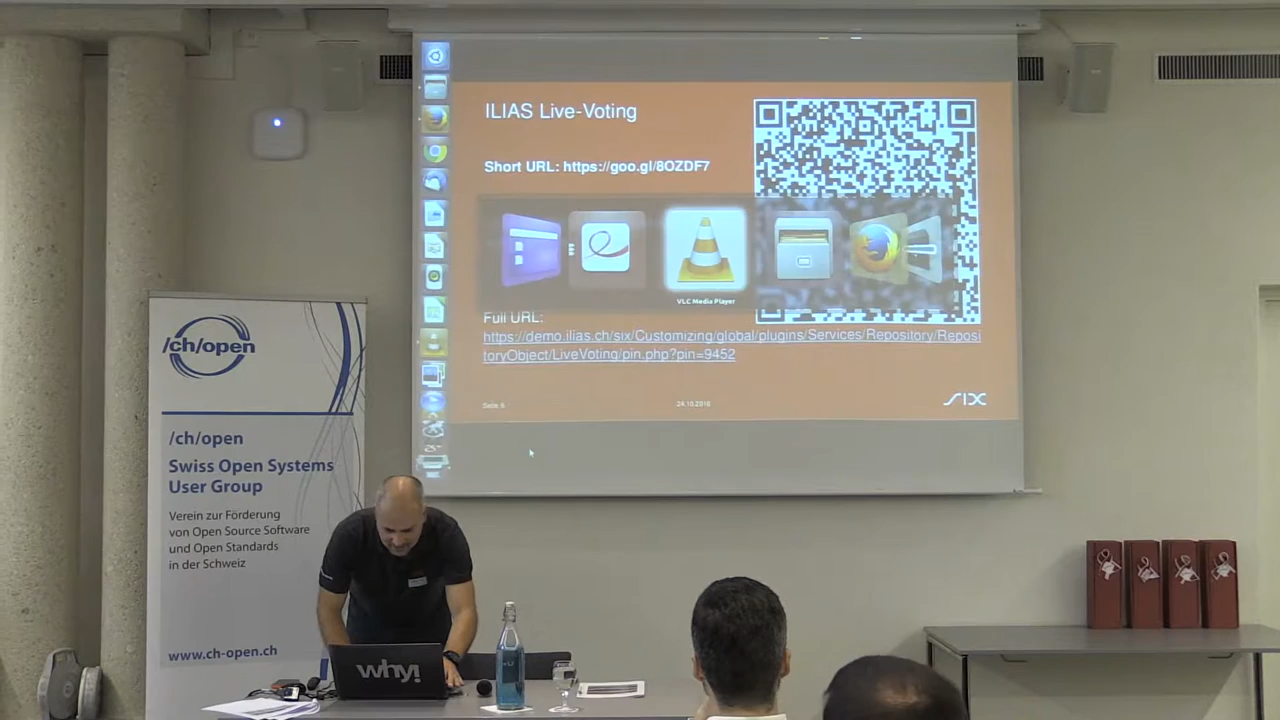 ILIAS Live-Voting
Short URL: https://goo.gl/8OZDF7
VLC Media Player
Full URL:
https://demo.ilias.ch/six/Customizing/global/plugins/Services/Repository/Reposi
toryObject/LiveVoting/pin.php?pin=9452
Seite 6
24.10.2016
SIX
/ch/open
/ch/open
Swiss Open Systems
User Group
Verein zur Förderung
von Open Source Software
und Open Standards
in der Schweiz
www.ch-open.ch
why!